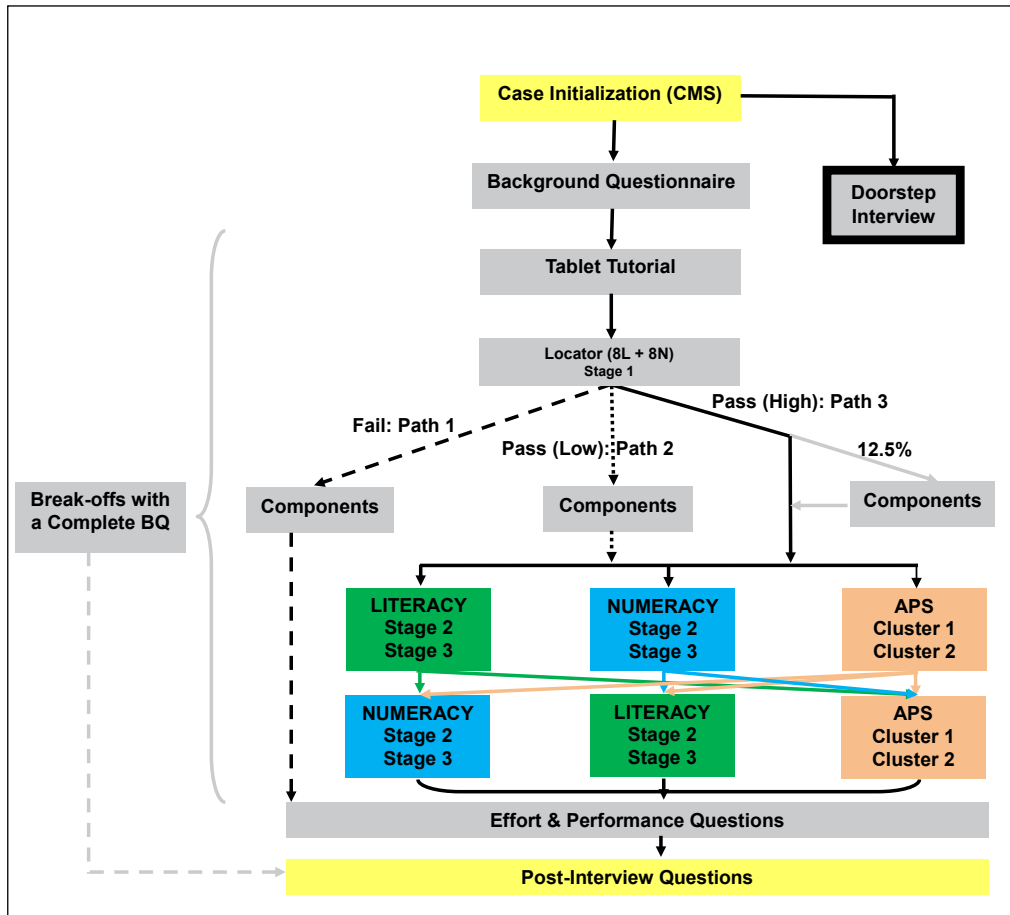 Case Initialization (CMS)
Background Questionnaire
Doorstep
Interview
Tablet Tutorial
Locator (8L + 8N)
Stage 1
Pass (High): Path 3
Fail: Path 1
Pass (Low): Path 2
12.5%
Break-offs with
a Complete BQ
Components
Components
Components
LITERACY
Stage 2
Stage 3
NUMERACY
Stage 2
Stage 3
APS
Cluster 1
Cluster 2
NUMERACY
Stage 2
Stage 3
LITERACY
Stage 2
Stage 3
APS
Cluster 1
Cluster 2
Effort & Performance Questions
Post-Interview Questions